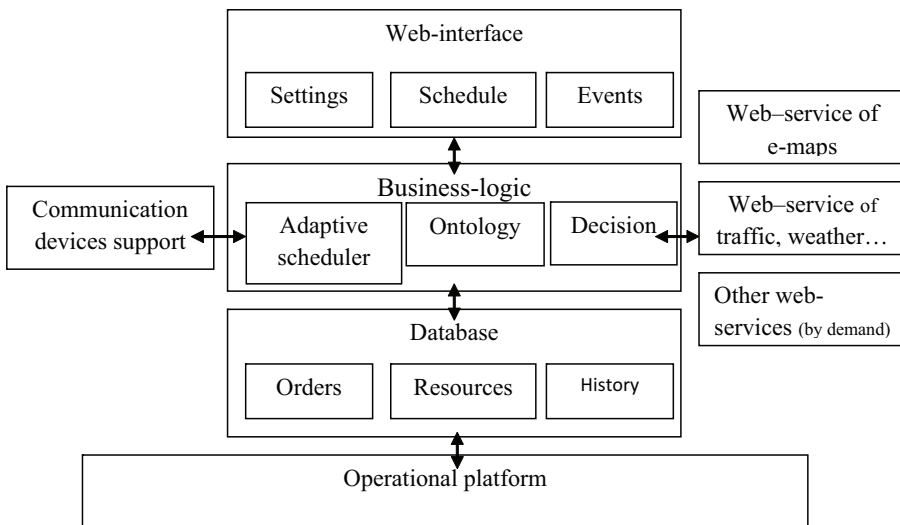 Web-interface
Settings
Schedule
Events
Web–service of
e-maps
Business-logic
Communication
devices support
Adaptive
scheduler
Ontology
Decision
Web–service of
traffic, weather…
Other web-
services (by demand)
Database
Orders
Resources
History
Operational platform